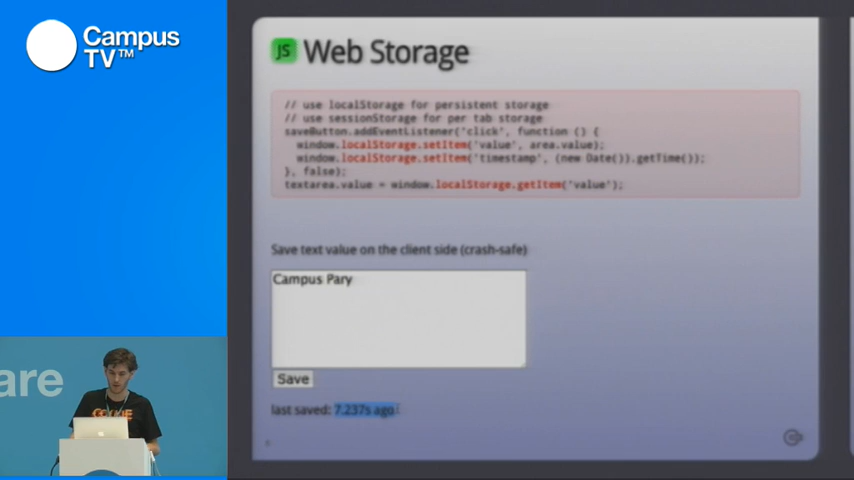 Campus
TV™
JS Web Storage
// use localStorage for persistent storage
// use sessionStorage for per tab storage
saveButton.addEventListener('click', function () {
window.localStorage.setItem('value', area.value);
window.localStorage.setItem('timestamp', (new Date()).getTime());
}, false);
textarea.value = window.localStorage.getItem('value');
Save text value on the client side (crash-safe)
Campus Pary
Save
last saved: 7.237s ago
are